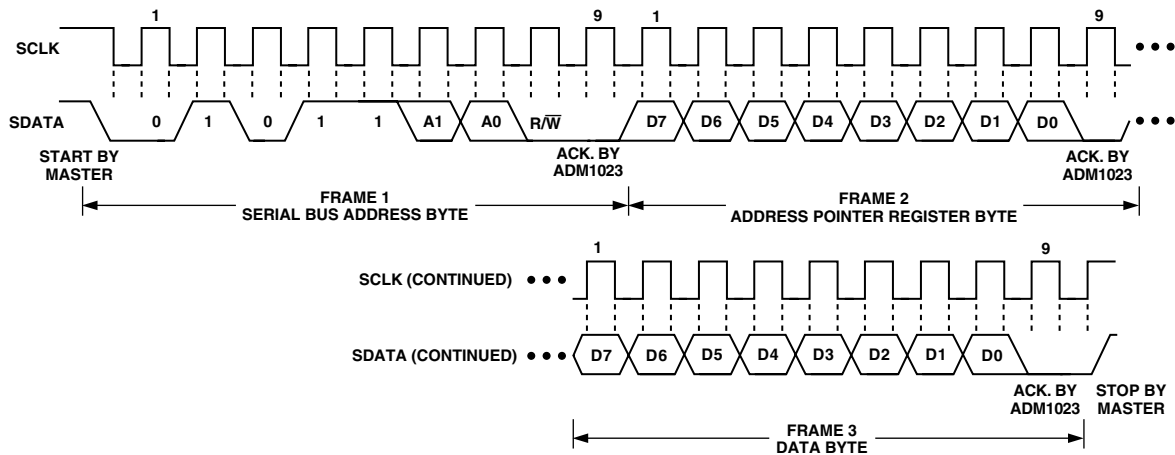 1 9 1 9
SCLK
SDATA 0 1 0 1 1 A1 A0 R/W̅ D7 D6 D5 D4 D3 D2 D1 D0
START BY
MASTER
ACK. BY
ADM1023
ACK. BY
ADM1023
FRAME 1
SERIAL BUS ADDRESS BYTE
FRAME 2
ADDRESS POINTER REGISTER BYTE
1 9
SCLK (CONTINUED)
SDATA (CONTINUED) D7 D6 D5 D4 D3 D2 D1 D0
ACK. BY
ADM1023
STOP BY
MASTER
FRAME 3
DATA BYTE